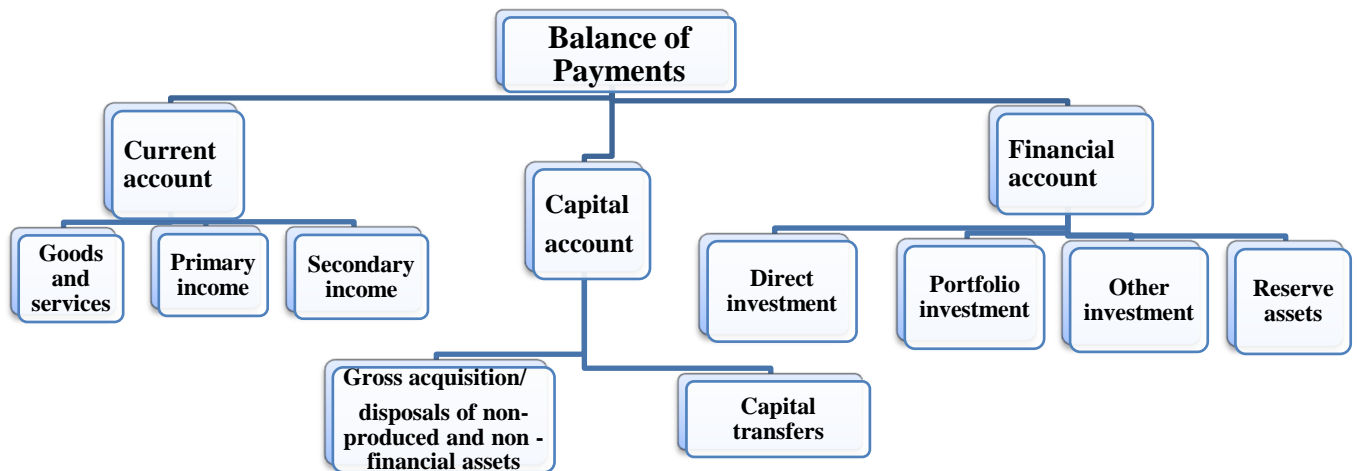 Balance of
Payments
Current
account
Capital
account
Financial
account
Goods
and
services
Primary
income
Secondary
income
Direct
investment
Portfolio
investment
Other
investment
Reserve
assets
Gross acquisition/
disposals of non-
produced and non -
financial assets
Capital
transfers